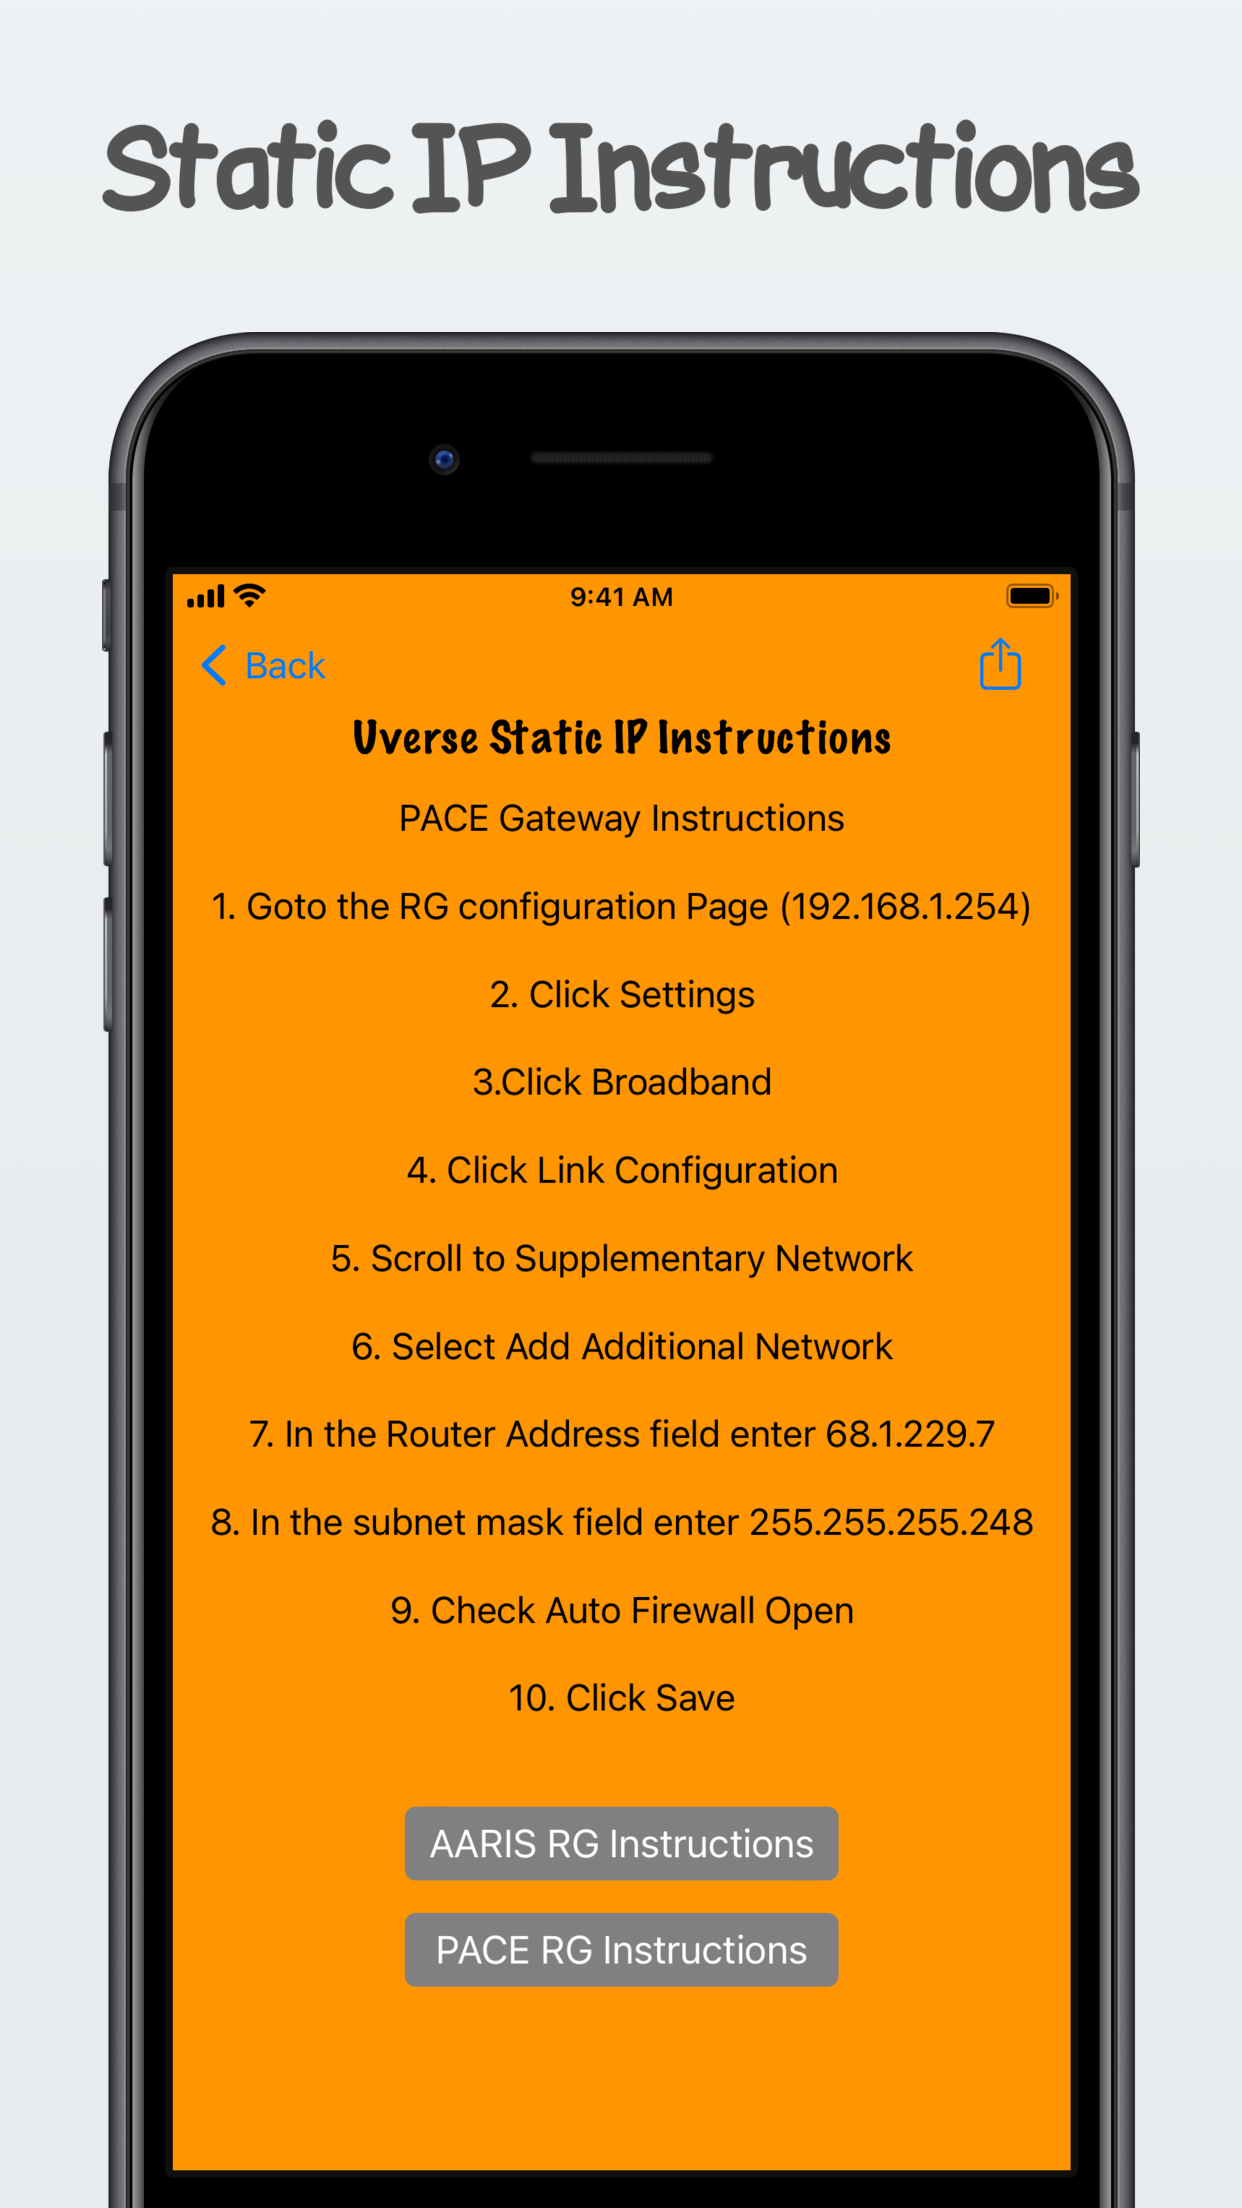 Static IP Instructions
9:41 AM
Back
Uverse Static IP Instructions
PACE Gateway Instructions
1. Goto the RG configuration Page (192.168.1.254)
2. Click Settings
3.Click Broadband
4. Click Link Configuration
5. Scroll to Supplementary Network
6. Select Add Additional Network
7. In the Router Address field enter 68.1.229.7
8. In the subnet mask field enter 255.255.255.248
9. Check Auto Firewall Open
10. Click Save
AARIS RG Instructions
PACE RG Instructions